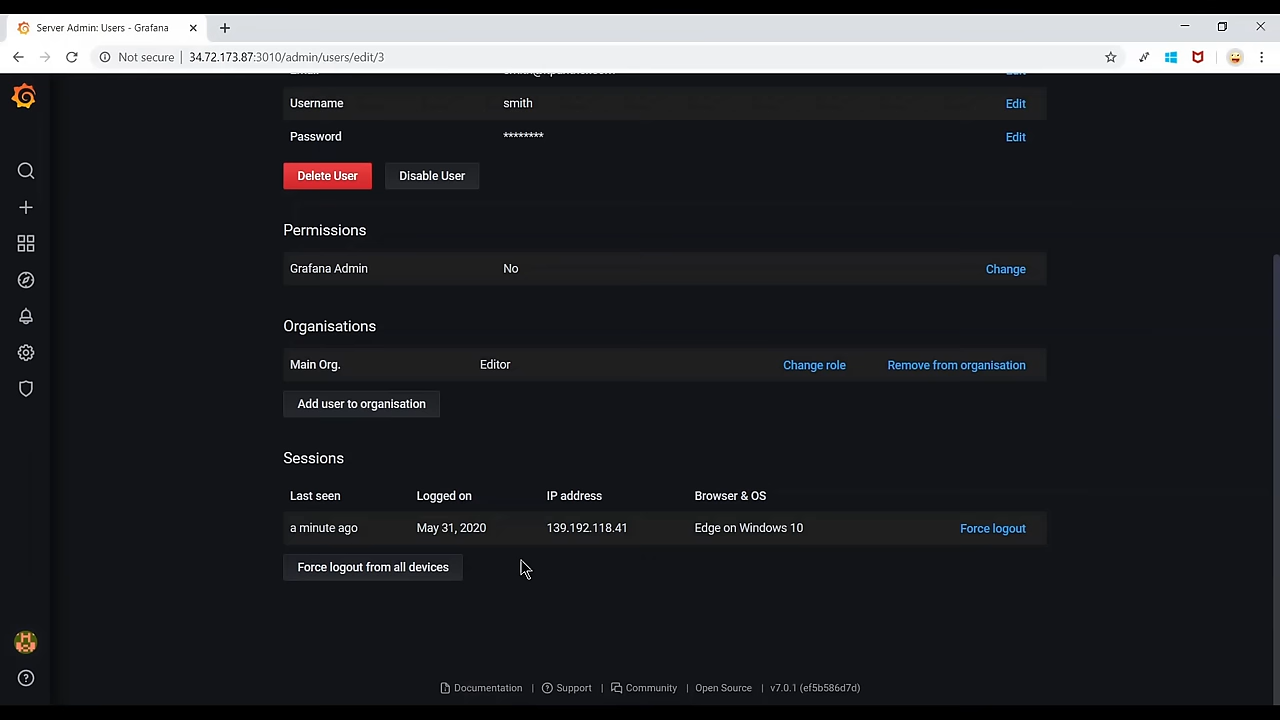 Server Admin: Users - Grafana
Not secure 34.72.173.87:3010/admin/users/edit/3
Username smith Edit
Password ******** Edit
Delete User Disable User
Permissions
Grafana Admin No Change
Organisations
Main Org. Editor Change role Remove from organisation
Add user to organisation
Sessions
Last seen Logged on IP address Browser & OS
a minute ago May 31, 2020 139.192.118.41 Edge on Windows 10 Force logout
Force logout from all devices
Documentation | Support | Community | Open Source | v7.0.1 (ef5b586d7d)